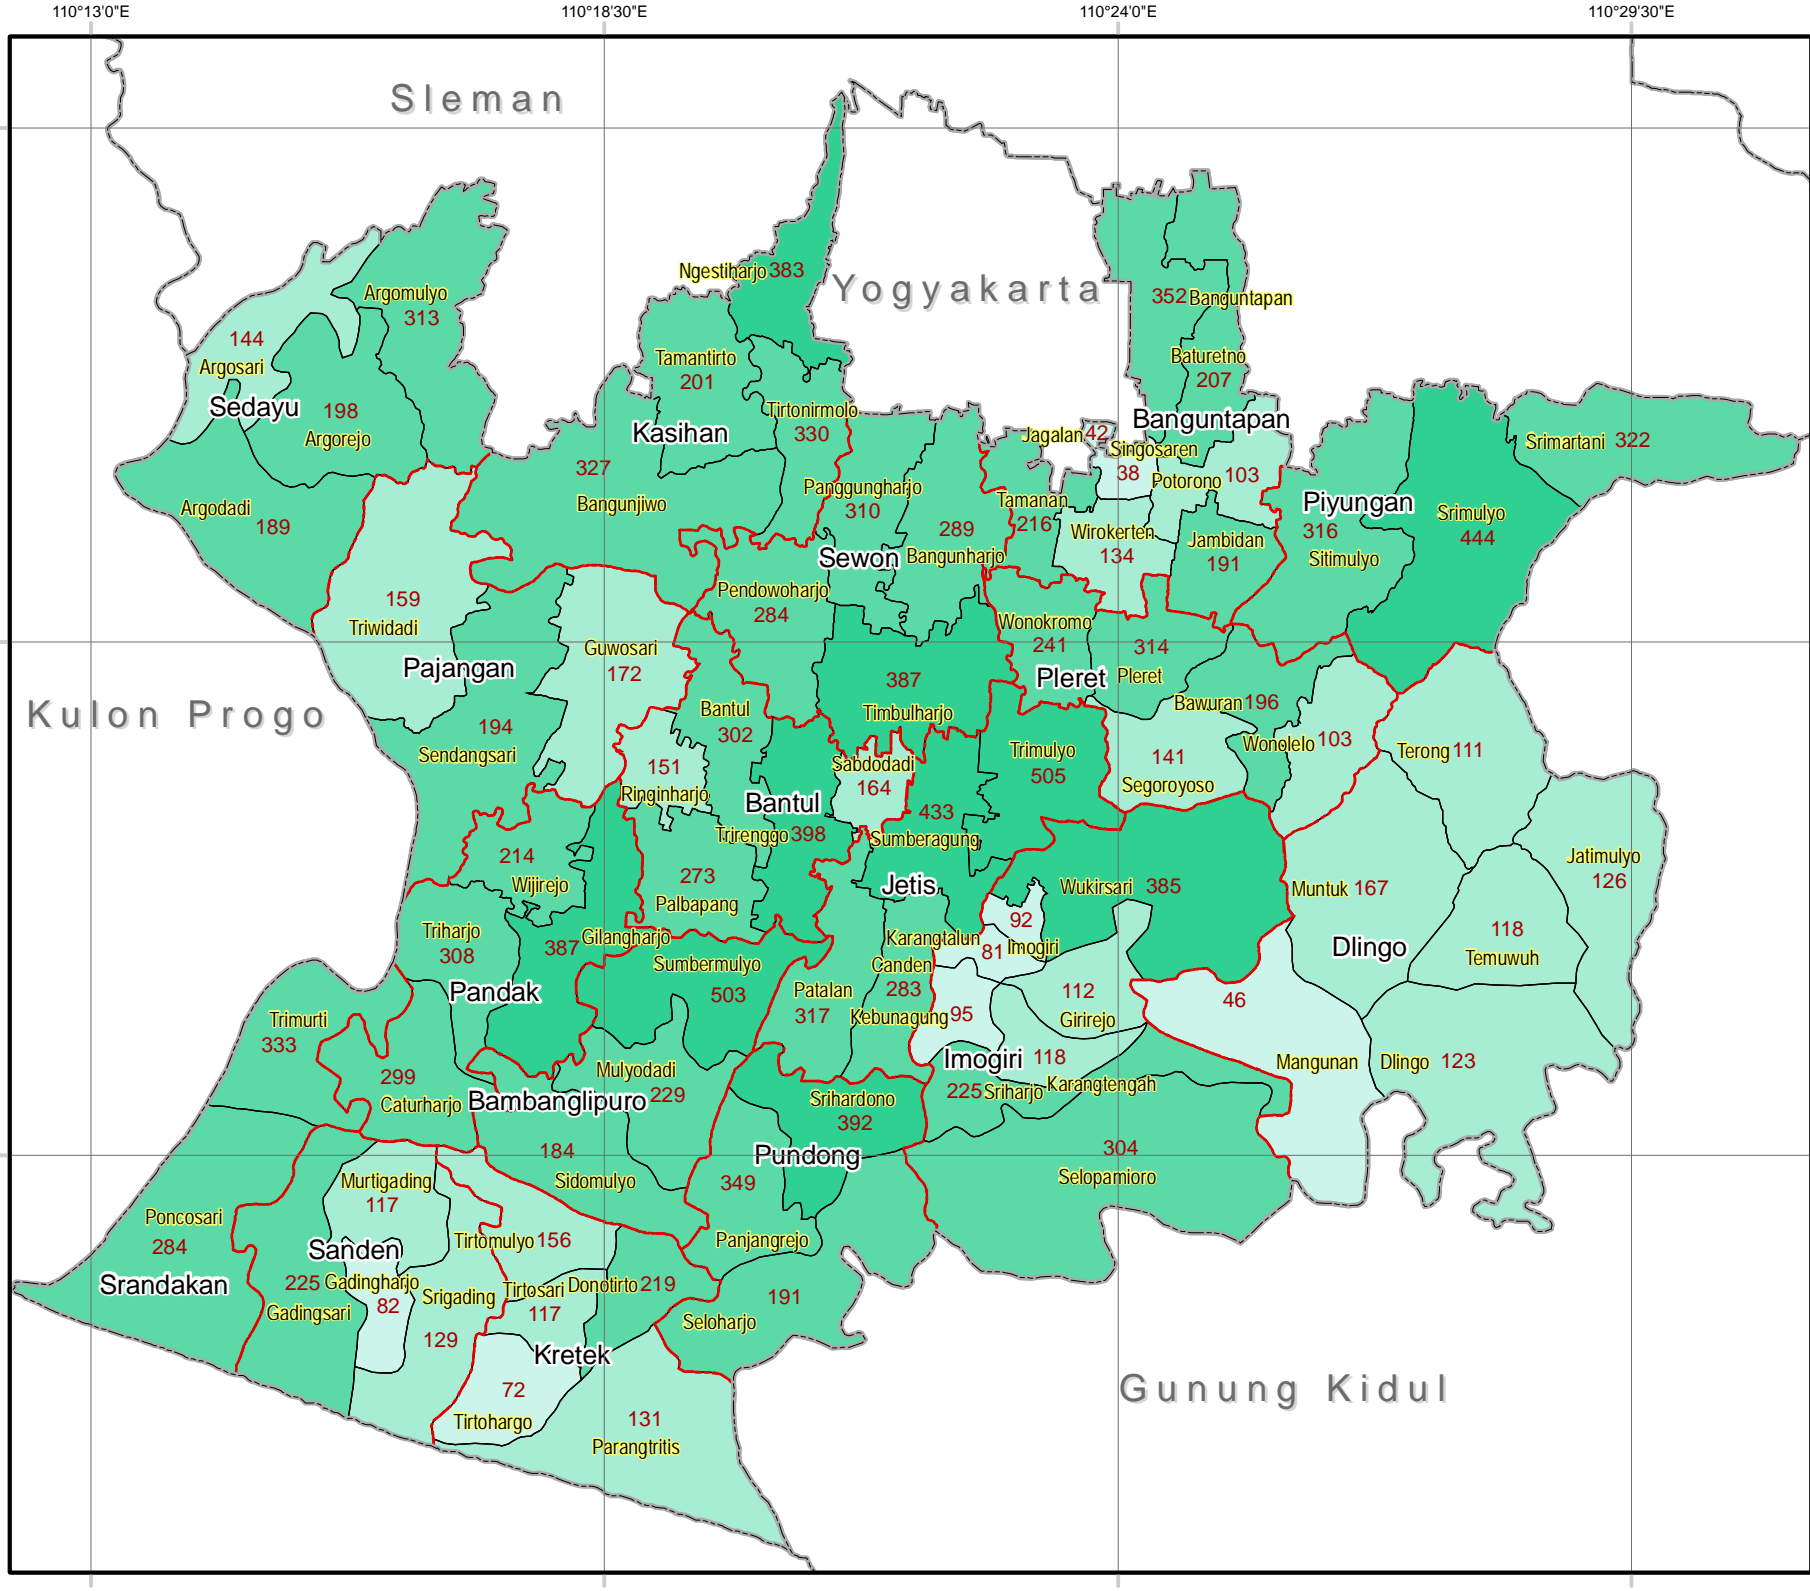 110°13'0"E
110°18'30"E
110°24'0"E
110°29'30"E
Sleman
Ngestiharjo 383
Yogyakarta
Argomulyo
313
352 Banguntapan
144
Argosari
Tamantirto
201
Baturetno
207
Sedayu
198
Argorejo
Kasihan
Tirtonirmolo
330
Banguntapan
Jagalan 42
Singosaren
38
Srimartani 322
327
Bangunjiwo
Panggungharjo
310
Potorono 103
Piyungan
Argodadi
189
Tamanan
216
289
Bangunharjo
Wirokerten
134
Jambidan
191
316
Sitimulyo
Srimulyo
444
Sewon
159
Triwidadi
Pendowoharjo
284
Wonokromo
241
314
Pleret
Guwosari
172
Pajangan
Pleret
387
Timbulharjo
Kulon Progo
194
Sendangsari
Bantul
302
Bawuran 196
Wonolelo 103
Terong 111
Trimulyo
505
141
Segoroyoso
151
Ringinharjo
Sabdodadi
164
Bantul
Trirenggo 398
433
Sumberagung
214
Wijirejo
273
Palbapang
Jetis
Wukirsari 385
Muntuk 167
Jatimulyo
126
Triharjo
308
387 Gilangharjo
92
Imogiri
Karangtalun
81
118
Temuwuh
Dlingo
Sumbermulyo
503
Canden
283
Pandak
Patalan
317
Kebunagung 95
112
Girirejo
46
Mangunan
Trimurti
333
Imogiri
118
Karangtengah
Dlingo 123
299
Caturharjo
Mulyodadi
229
225 Sriharjo
Bambanglipuro
Srihardono
392
184
Sidomulyo
Pundong
304
Selopamioro
Murtigading
117
349
Panjangrejo
Poncosari
284
Tirtomulyo 156
Sanden
225
Gadingsari
Gadingharjo
82
Srigading
129
Tirtosari
117
Donotirto 219
Srandakan
191
Seloharjo
Kretek
72
Tirtohargo
131
Parangtritis
Gunung Kidul